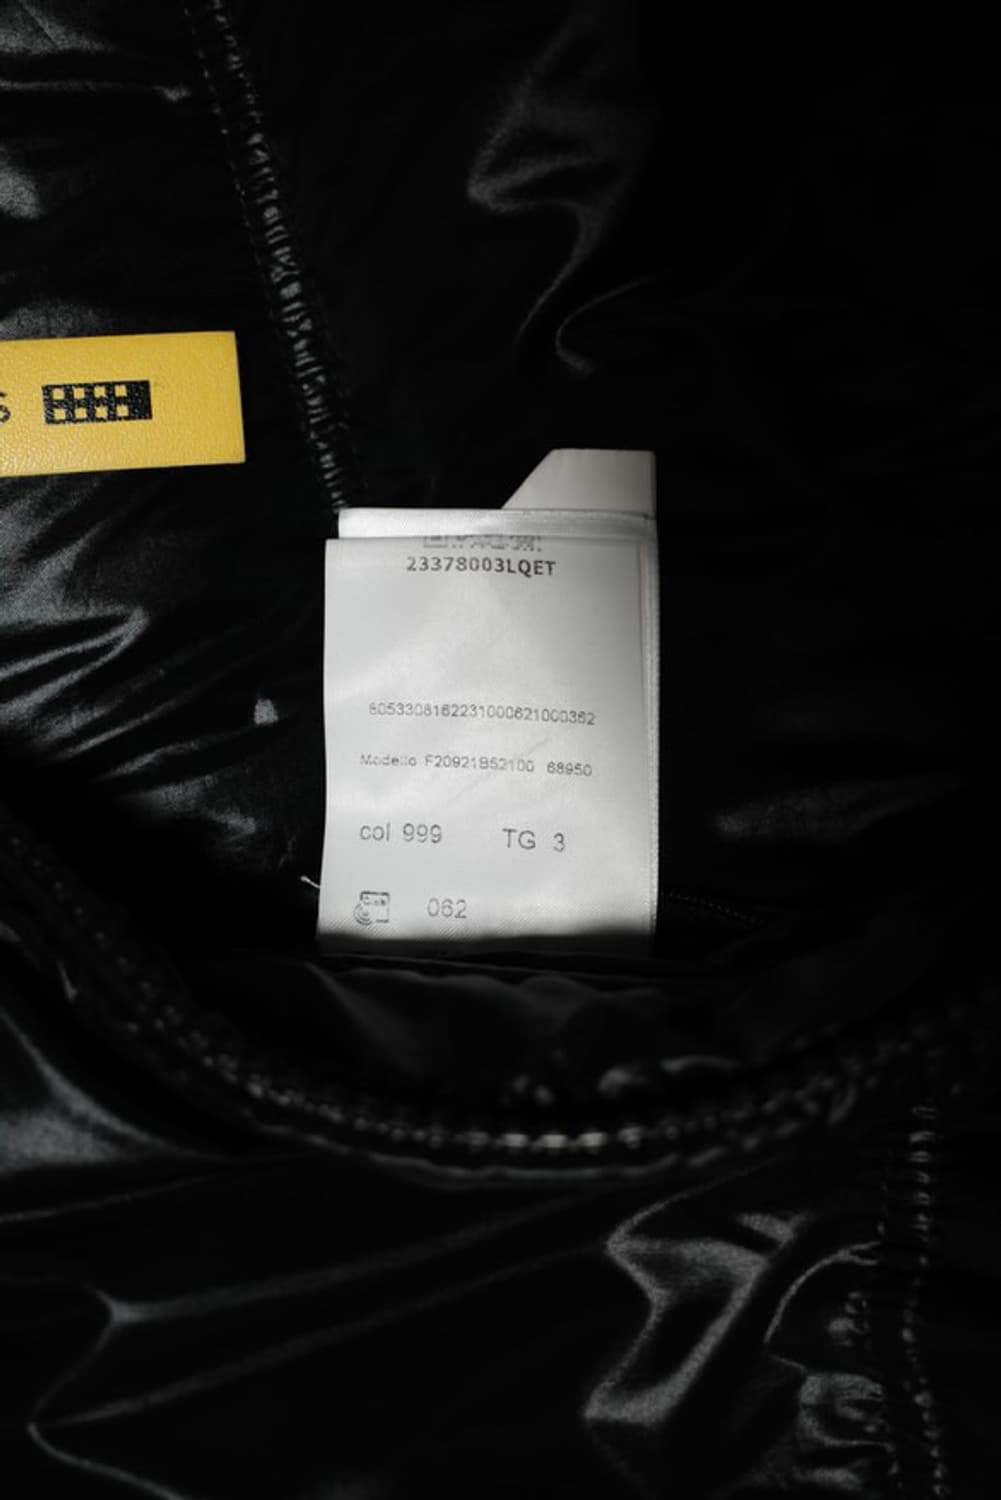 S
23378003LQET
8053308162231000621000362
Modello F20921B52100 68950
col 999 TG 3
062